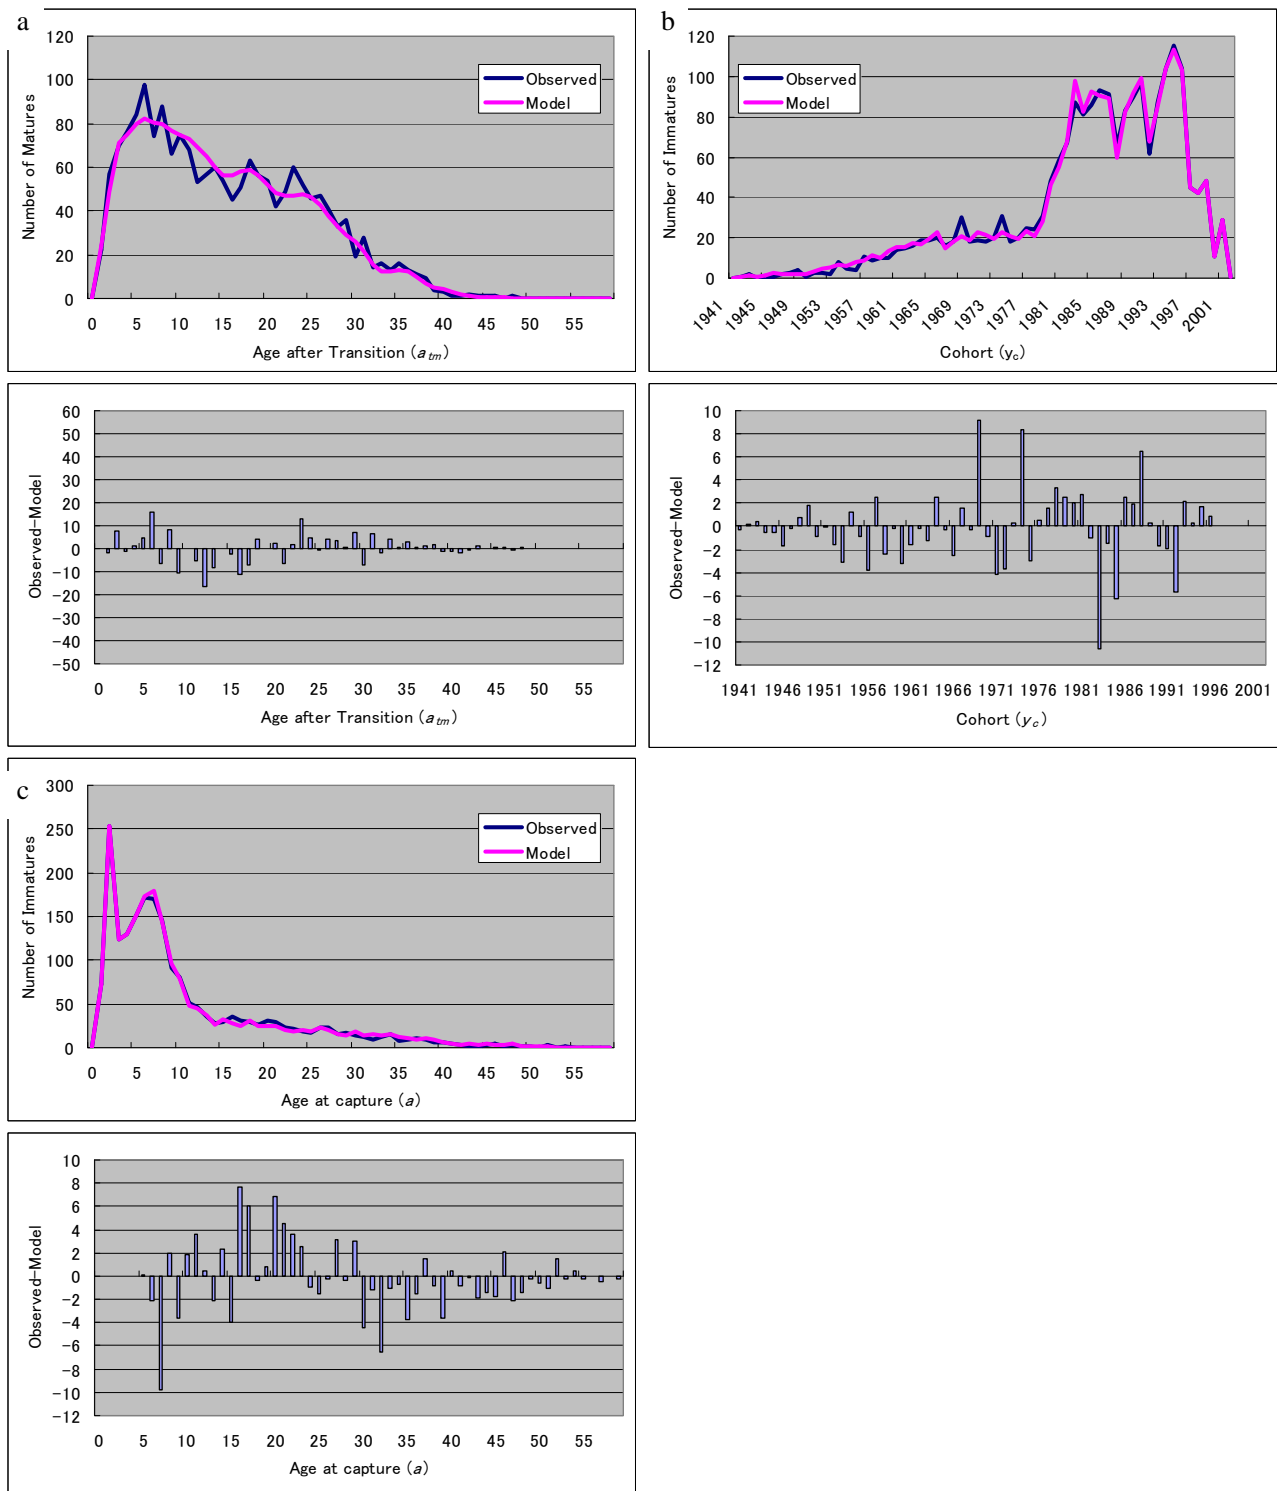 a
120
100
80
60
40
20
0
Number of Matures
Observed
Model
0 5 10 15 20 25 30 35 40 45 50 55
Age after Transition (a tm)
b
120
100
80
60
40
20
0
Number of Immatures
Observed
Model
1941 1945 1949 1953 1957 1961 1965 1969 1973 1977 1981 1985 1989 1993 1997 2001
Cohort (y c)
60
50
40
30
20
10
0
-10
-20
-30
-40
-50
Observed-Model
0 5 10 15 20 25 30 35 40 45 50 55
Age after Transition (a tm)
10
8
6
4
2
0
-2
-4
-6
-8
-10
-12
Observed-Model
1941 1946 1951 1956 1961 1966 1971 1976 1981 1986 1991 1996 2001
Cohort (y c)
c
300
250
200
150
100
50
0
Number of Immatures
Observed
Model
0 5 10 15 20 25 30 35 40 45 50 55
Age at capture (a)
10
8
6
4
2
0
-2
-4
-6
-8
-10
-12
Observed-Model
0 5 10 15 20 25 30 35 40 45 50 55
Age at capture (a)